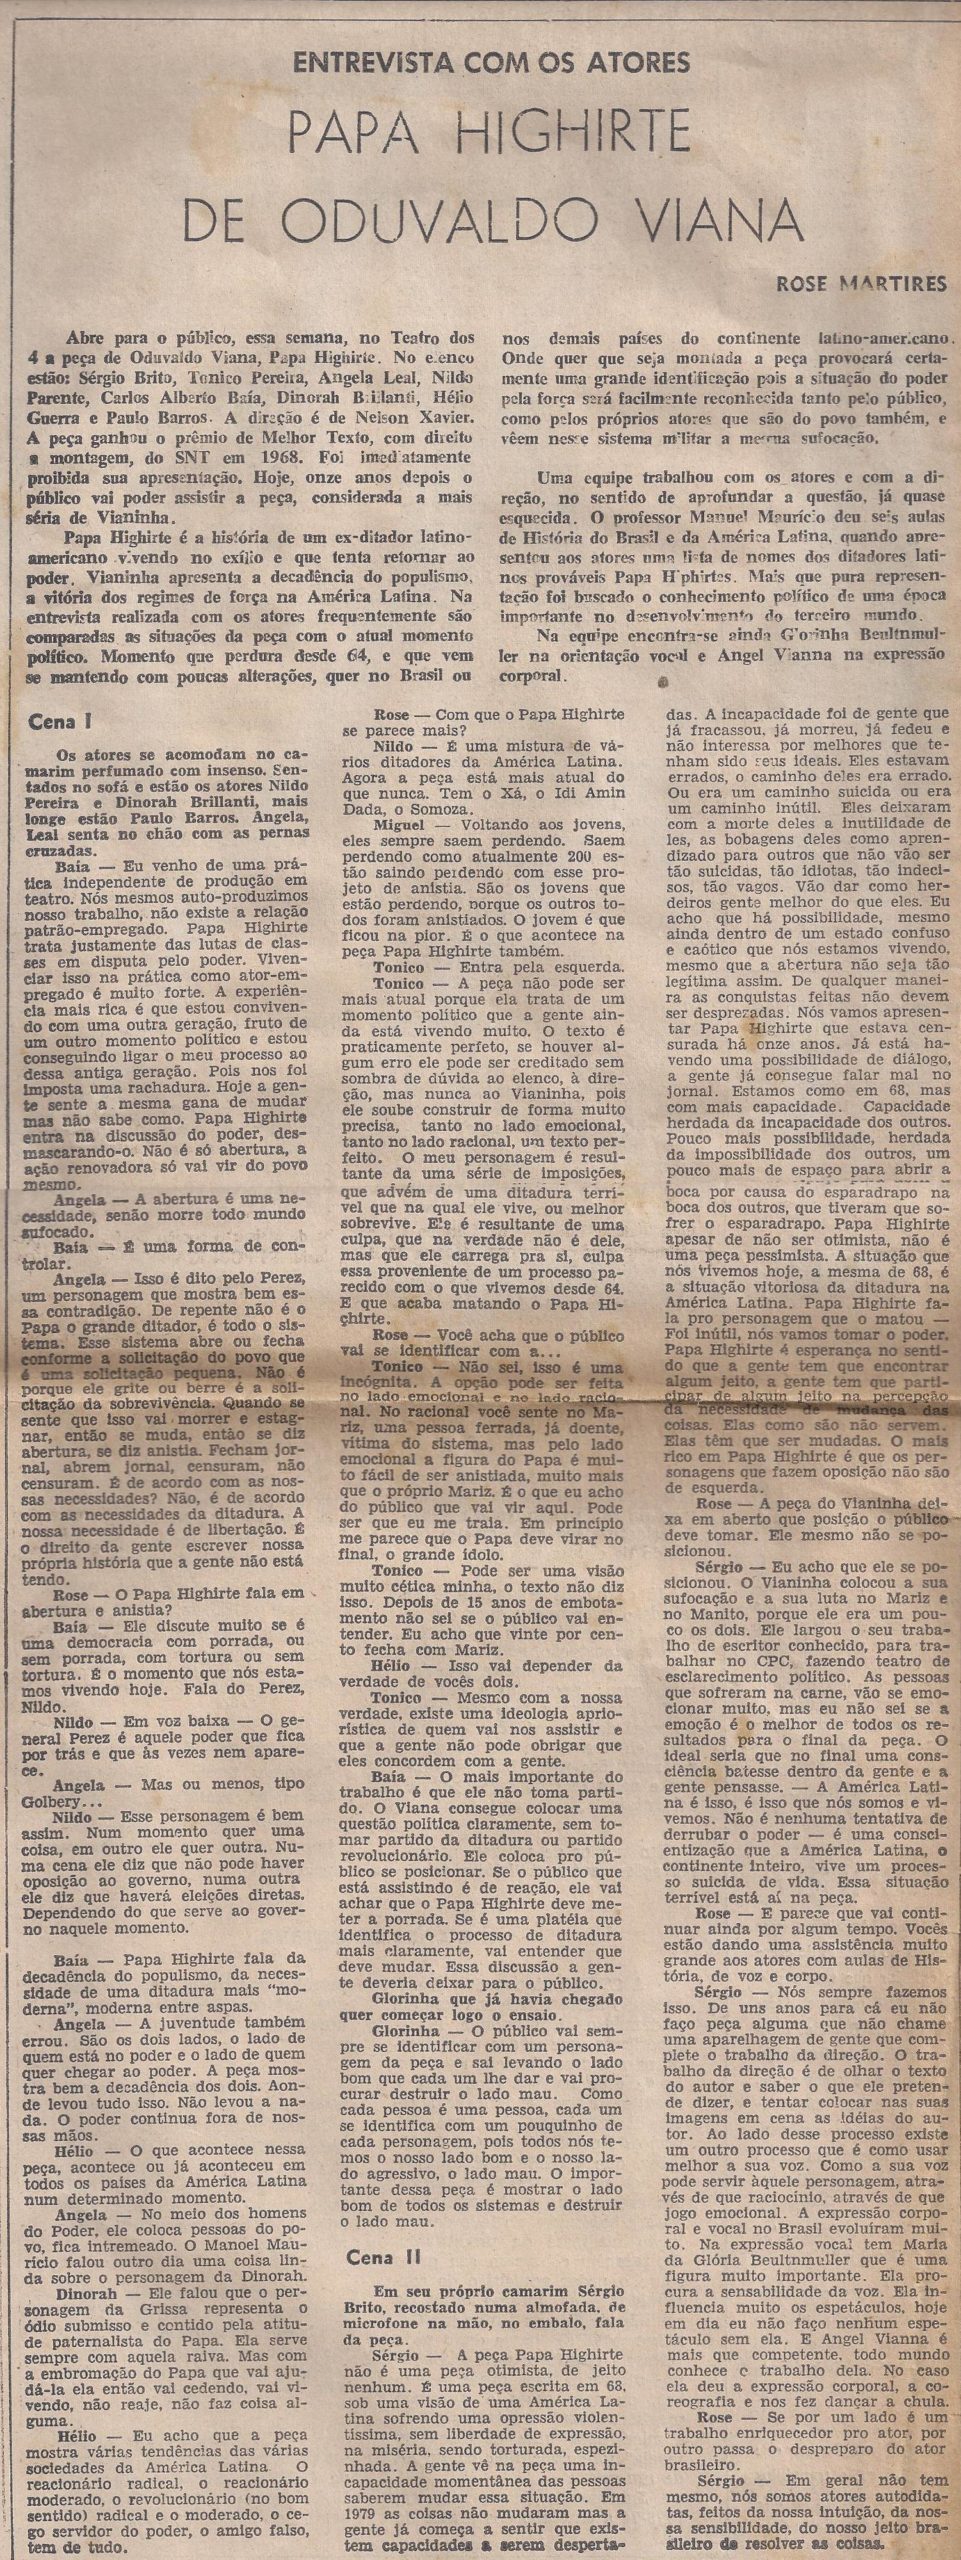 ENTREVISTA COM OS ATORES
PAPA HIGHIRTE
DE ODUVALDO VIANA
ROSE MARTIRES
Abre para o público, essa semana, no Teatro dos
4 a peça de Oduvaldo Viana, Papa Highirte. No elenco
estão: Sérgio Brito, Tonico Pereira, Angela Leal, Nildo
Parente, Carlos Alberto Baía, Dinorah Brillanti, Hélio
Guerra e Paulo Barros. A direção é de Nelson Xavier.
A peça ganhou o prêmio de Melhor Texto, com direito
a montagem, do SNT em 1968. Foi imediatamente
proibida sua apresentação. Hoje, onze anos depois o
público vai poder assistir a peça, considerada a mais
séria de Vianinha.
Papa Highirte é a história de um ex-ditador latino-
americano vivendo no exílio e que tenta retornar ao
poder. Vianinha apresenta a decadência do populismo,
a vitória dos regimes de força na América Latina. Na
entrevista realizada com os atores frequentemente são
comparadas as situações da peça com o atual momento
político. Momento que perdura desde 64, e que vem
se mantendo com poucas alterações, quer no Brasil ou
nos demais países do continente latino-americano.
Onde quer que seja montada a peça provocará certa-
mente uma grande identificação pois a situação do poder
pela força será facilmente reconhecida tanto pelo público,
como pelos próprios atores que são do povo também, e
vêem nesse sistema militar a mesma sufocação.
Uma equipe trabalhou com os atores e com a di-
reção, no sentido de aprofundar a questão, já quase
esquecida. O professor Manuel Maurício deu seis aulas
de História do Brasil e da América Latina, quando apre-
sentou aos atores uma lista de nomes dos ditadores lati-
nos prováveis Papa H'phirtes. Mais que pura represen-
tação foi buscado o conhecimento político de uma época
importante no desenvolvimento do terceiro mundo.
Na equipe encontra-se ainda G'orinha Beultnmul-
ler na orientação vocal e Angel Vianna na expressão
corporal.
Cena I
Os atores se acomodam no ca-
marim perfumado com insenso. Sen-
tados no sofá e estão os atores Nildo
Pereira e Dinorah Brillanti, mais
longe estão Paulo Barros. Ângela,
Leal senta no chão com as pernas
cruzadas.
Baía — Eu venho de uma prá-
tica independente de produção em
teatro. Nós mesmos auto-produzimos
nosso trabalho, não existe a relação
patrão-empregado. Papa Highirte
trata justamente das lutas de clas-
ses em disputa pelo poder. Viven-
ciar isso na prática como ator-em-
pregado é muito forte. A experiên-
cia mais rica é que estou conviven-
do com uma outra geração, fruto de
um outro momento político e estou
conseguindo ligar o meu processo ao
dessa antiga geração. Pois nos foi
imposta uma rachadura. Hoje a gen-
te sente a mesma gana de mudar
mas não sabe como. Papa Highirte
entra na discussão do poder, des-
mascarando-o. Não é só abertura, a
ação renovadora só vai vir do povo
mesmo.
Angela — A abertura é uma ne-
cessidade, senão morre todo mundo
sufocado.
Baía — É uma forma de con-
trolar.
Angela — Isso é dito pelo Perez,
um personagem que mostra bem es-
sa contradição. De repente não é o
Papa o grande ditador, é todo o sis-
tema. Esse sistema abre ou fecha
conforme a solicitação do povo que
é uma solicitação pequena. Não é
porque ele grite ou berre é a soli-
citação da sobrevivência. Quando se
sente que isso vai morrer e estag-
nar, então se muda, então se diz
abertura, se diz anistia. Fecham jor-
nal, abrem jornal, censuram, não
censuram. É de acordo com as nos-
sas necessidades? Não, é de acordo
com as necessidades da ditadura. A
nossa necessidade é de libertação. É
o direito da gente escrever nossa
própria história que a gente não está
tendo.
Rose — O Papa Highirte fala em
abertura e anistia?
Baía — Ele discute muito se é
uma democracia com porrada, ou
sem porrada, com tortura ou sem
tortura. É o momento que nós esta-
mos vivendo hoje. Fala do Perez,
Nildo.
Nildo — Em voz baixa — O ge-
neral Perez é aquele poder que fica
por trás e que às vezes nem apare-
ce.
Angela — Mas ou menos, tipo
Golbery...
Nildo — Esse personagem é bem
assim. Num momento quer uma
coisa, em outro ele quer outra. Nu-
ma cena ele diz que não pode haver
oposição ao governo, numa outra
ele diz que haverá eleições diretas.
Dependendo do que serve ao gover-
no naquele momento.
Baía — Papa Highirte fala da
decadência do populismo, da neces-
sidade de uma ditadura mais "mo-
derna", moderna entre aspas.
Angela — A juventude também
errou. São os dois lados, o lado de
quem está no poder e o lado de quem
quer chegar ao poder. A peça mos-
tra bem a decadência dos dois. Aon-
de levou tudo isso. Não levou a na-
da. O poder continua fora de nos-
sas mãos.
Hélio — O que acontece nessa
peça, acontece ou já aconteceu em
todos os países da América Latina
num determinado momento.
Angela — No meio dos homens
do Poder, ele coloca pessoas do po-
vo, fica intremeado. O Manoel Mau-
rício falou outro dia uma coisa lin-
da sobre o personagem da Dinorah.
Dinorah — Ele falou que o per-
sonagem da Grissa representa o
ódio submisso e contido pela atitu-
de paternalista do Papa. Ela serve
sempre com aquela raiva. Mas com
a embromação do Papa que vai aju-
dá-la ela então vai cedendo, vai vi-
vendo, não reaje, não faz coisa al-
guma.
Hélio — Eu acho que a peça
mostra várias tendências das várias
sociedades da América Latina O
reacionário radical, o reacionário
moderado, o revolucionário (no bom
sentido) radical e o moderado, o ce-
go servidor do poder, o amigo falso,
tem de tudo.
Rose — Com que o Papa Highirte
se parece mais?
Nildo — É uma mistura de vá-
rios ditadores da América Latina.
Agora a peça está mais atual do
que nunca. Tem o Xá, o Idi Amin
Dada, o Somoza.
Miguel — Voltando aos jovens,
eles sempre saem perdendo. Saem
perdendo como atualmente 200 es-
tão saindo perdendo com esse pro-
jeto de anistia. São os jovens que
estão perdendo, porque os outros to-
dos foram anistiados. O jovem é que
ficou na pior. É o que acontece na
peça Papa Highirte também.
Tonico — Entra pela esquerda.
Tonico — A peça não pode ser
mais atual porque ela trata de um
momento político que a gente ain-
da está vivendo muito. O texto é
praticamente perfeto, se houver al-
gum erro ele pode ser creditado sem
sombra de dúvida ao elenco, à dire-
ção, mas nunca ao Vianinha, pois
ele soube construir de forma muito
precisa, tanto no lado emocional,
tanto no lado racional, um texto per-
feito. O meu personagem é resul-
tante da uma série de imposições,
que advém de uma ditadura terrí-
vel que na qual ele vive, ou melhor
sobrevive. Ele é resultante de uma
culpa, que na verdade não é dele,
mas que ele carrega pra si, culpa
essa proveniente de um processo pa-
recido com o que vivemos desde 64.
E que acaba matando o Papa Hi-
ghirte.
Rose — Você acha que o público
vai se identificar com a...
Tonico — Não sei, isso é uma
incógnita. A opção pode ser feita
no lado emocional e no lado racio-
nal. No racional você sente no Ma-
riz, uma pessoa ferrada, já doente,
vítima do sistema, mas pelo lado
emocional a figura do Papa é mui-
to fácil de ser anistiada, muito mais
que o próprio Mariz. E o que eu acho
do público que vai vir aqui. Pode
ser que eu me traia. Em princípio
me parece que o Papa deve virar no
final, o grande ídolo.
Tonico — Pode ser uma visão
muito cética minha, o texto não diz
isso. Depois de 15 anos de embota-
mento não sei se o público vai en-
tender. Eu acho que vinte por cen-
to fecha com Mariz.
Hélio — Isso vai depender da
verdade de vocês dois.
Tonico — Mesmo com a nossa
verdade, existe uma ideologia aprio-
rística de quem vai nos assistir e
que a gente não pode obrigar que
eles concordem com a gente.
Baía — O mais importante do
trabalho é que ele não toma parti-
do. O Viana consegue colocar uma
questão política claramente, sem to-
mar partido da ditadura ou partido
revolucionário. Ele coloca pro pú-
blico se posicionar. Se o público que
está assistindo é de reação, ele vai
achar que o Papa Highirte deve me-
ter a porrada. Se é uma platéia que
identifica o processo de ditadura
mais claramente, vai entender que
deve mudar. Essa discussão a gen-
te deveria deixar para o público.
Glorinha que já havia chegado
quer começar logo o ensaio.
Glorinha — O público vai sem-
pre se identificar com um persona-
gem da peça e sai levando o lado
bom que cada um lhe dar e vai pro-
curar destruir o lado mau. Como
cada pessoa é uma pessoa, cada um
se identifica com um pouquinho de
cada personagem, pois todos nós te-
mos o nosso lado bom e o nosso la-
do agressivo, o lado mau. O impor-
tante dessa peça é mostrar o lado
bom de todos os sistemas e destruir
o lado mau.
Cena II
Em seu próprio camarim Sérgio
Brito, recostado numa almofada, de
microfone na mão, no embalo, fala
da peça.
Sérgio — A peça Papa Highirte
não é uma peça otimista, de jeito
nenhum. É uma peça escrita em 68,
sob uma visão de uma América La-
tina sofrendo uma opressão violen-
tissima, sem liberdade de expressão,
na miséria, sendo torturada, espezi-
nhada. A gente vê na peça uma in-
capacidade momentânea das pessoas
saberem mudar essa situação. Em
1979 as coisas não mudaram mas a
gente já começa a sentir que exis-
tem capacidades a serem desperta-
das. A incapacidade foi de gente que
já fracassou, já morreu, já fedeu e
não interessa por melhores que te-
nham sido seus ideais. Eles estavam
errados, o caminho deles era errado.
Ou era um caminho suicida ou era
um caminho inútil. Eles deixaram
com a morte deles a inutilidade de
les, as bobagens deles como apren-
dizado para outros que não vão ser
tão suicidas, tão idiotas, tão indeci-
sos, tão vagos. Vão dar como her-
deiros gente melhor do que eles. Eu
acho que há possibilidade, mesmo
ainda dentro de um estado confuso
e caótico que nós estamos vivendo,
mesmo que a abertura não seja tão
legítima assim. De qualquer manei-
ra as conquistas feitas não devem
ser desprezadas. Nós vamos apresen-
tar Papa Highirte que estava cen-
surada há onze anos. Já está ha-
vendo uma possibilidade de diálogo,
a gente já consegue falar mal no
jornal. Estamos como em 68, mas
com mais capacidade. Capacidade
herdada da incapacidade dos outros.
Pouco mais possibilidade, herdada
da impossibilidade dos outros, um
pouco mais de espaço para abrir a
boca por causa do esparadrapo na
boca dos outros, que tiveram que so-
frer o esparadrapo. Papa Highirte
apesar de não ser otimista, não é
uma peça pessimista. A situação que
nós vivemos hoje, a mesma de 68, é
a situação vitoriosa da ditadura na
América Latina. Papa Highirte fa-
la pro personagem que o matou —
Foi inútil, nós vamos tomar o poder.
Papa Highirte é esperança no senti-
do que a gente tem que encontrar
algum jeito, a gente tem que parti-
cipar de algum jeito na percepção
da necessidade de mudança das
coisas. Elas como são não servem.
Elas têm que ser mudadas. O mais
rico em Papa Highirte é que os per-
sonagens que fazem oposição não são
de esquerda.
Rose — A peça do Vianinha dei-
xa em aberto que posição o público
deve tomar. Ele mesmo não se po-
sicionou.
Sérgio — Eu acho que ele se po-
sicionou. O Vianinha colocou a sua
sufocação e a sua luta no Mariz e
no Manito, porque ele era um pou-
co os dois. Ele largou o seu traba-
lho de escritor conhecido, para tra-
balhar no CPC, fazendo teatro de
esclarecimento político. As pessoas
que sofreram na carne, vão se emo-
cionar muito, mas eu não sei se a
emoção é o melhor de todos os re-
sultados para o final da peça. O
ideal seria que no final uma cons-
ciência batesse dentro da gente e a
gente pensasse. — A América Lati-
na é isso, é isso que nós somos e vi-
vemos. Não é nenhuma tentativa de
derrubar o poder — é uma consci-
entização que a América Latina, o
continente inteiro, vive um proces-
so suicida de vida. Essa situação
terrível está aí na peça.
Rose — E parece que vai conti-
nuar ainda por algum tempo. Vocês
estão dando uma assistência muito
grande aos atores com aulas de His-
tória, de voz e corpo.
Sérgio — Nós sempre fazemos
isso. De uns anos para cá eu não
faço peça alguma que não chame
uma aparelhagem de gente que com-
plete o trabalho da direção. O tra-
balho da direção é de olhar o texto
do autor e saber o que ele preten-
de dizer, e tentar colocar nas suas
imagens em cena as idéias do au-
tor. Ao lado desse processo existe
um outro processo que é como usar
melhor a sua voz. Como a sua voz
pode servir àquele personagem, atra-
vés de que raciocínio, através de que
jogo emocional. A expressão corpo-
ral e vocal no Brasil evoluíram mui-
to. Na expressão vocal tem Maria
da Glória Beultnmuller que é uma
figura muito importante. Ela pro-
cura a sensabilidade da voz. Ela in-
fluencia muito os espetáculos, hoje
em dia eu não faço nenhum espe-
táculo sem ela. E Angel Vianna é
mais que competente, todo mundo
conhece o trabalho dela. No caso
ela deu a expressão corporal, a co-
reografia e nos fez dançar a chula.
Rose — Se por um lado é um
trabalho enriquecedor pro ator, por
outro passa o despreparo do ator
brasileiro.
Sérgio — Em geral não tem
mesmo, nós somos atores autodida-
tas, feitos da nossa intuição, da nos-
sa sensibilidade, do nosso jeito bra-
sileiro de resolver as coisas.